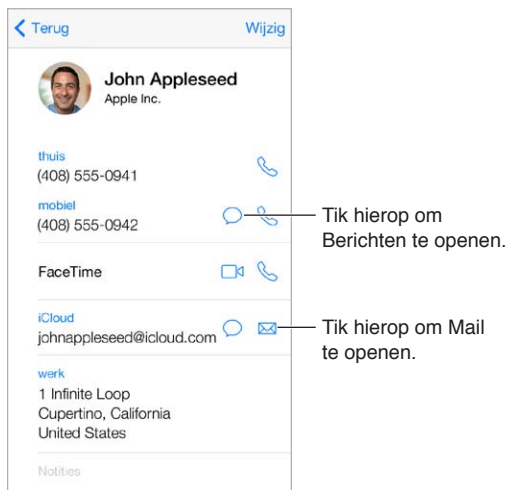 Terug Wijzig
John Appleseed
Apple Inc.
thuis
(408) 555-0941
mobiel
(408) 555-0942
Tik hierop om
Berichten te openen.
FaceTime
iCloud
johnappleseed@icloud.com
Tik hierop om Mail
te openen.
werk
1 Infinite Loop
Cupertino, California
United States
Notities